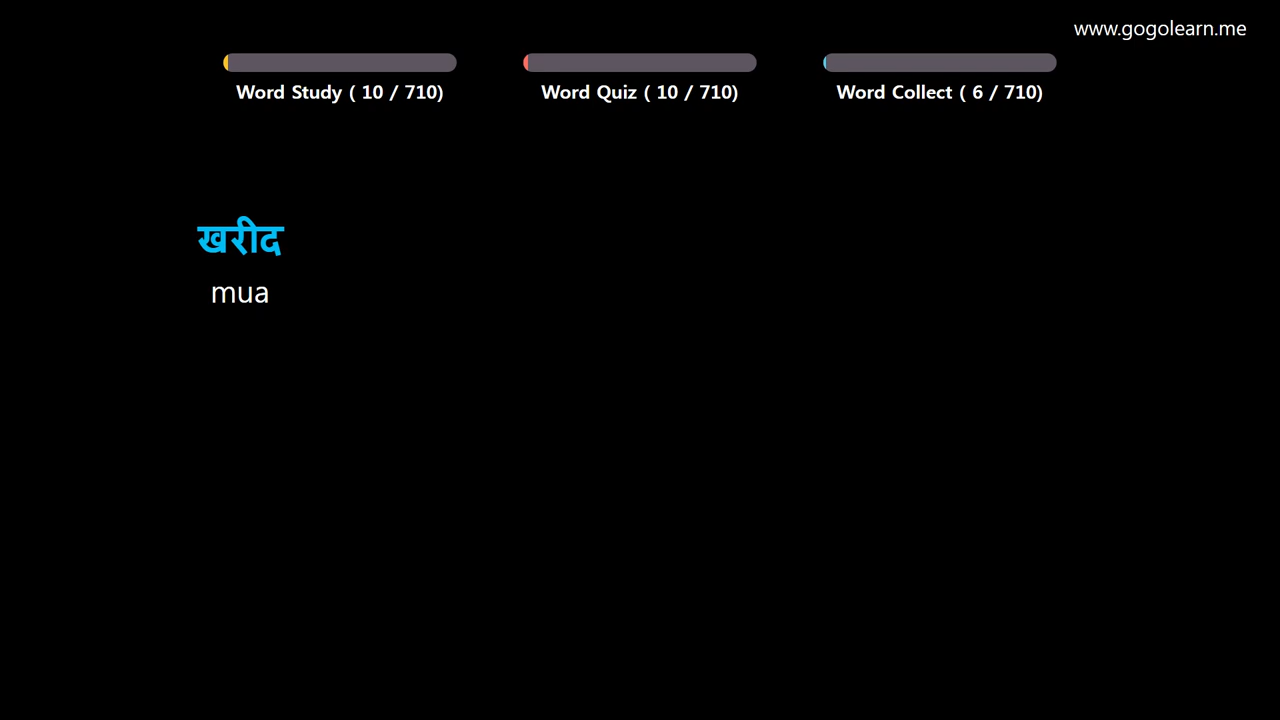 www.gogolearn.me
Word Study ( 10 / 710)
Word Quiz ( 10 / 710)
Word Collect ( 6 / 710)
खरीद
mua